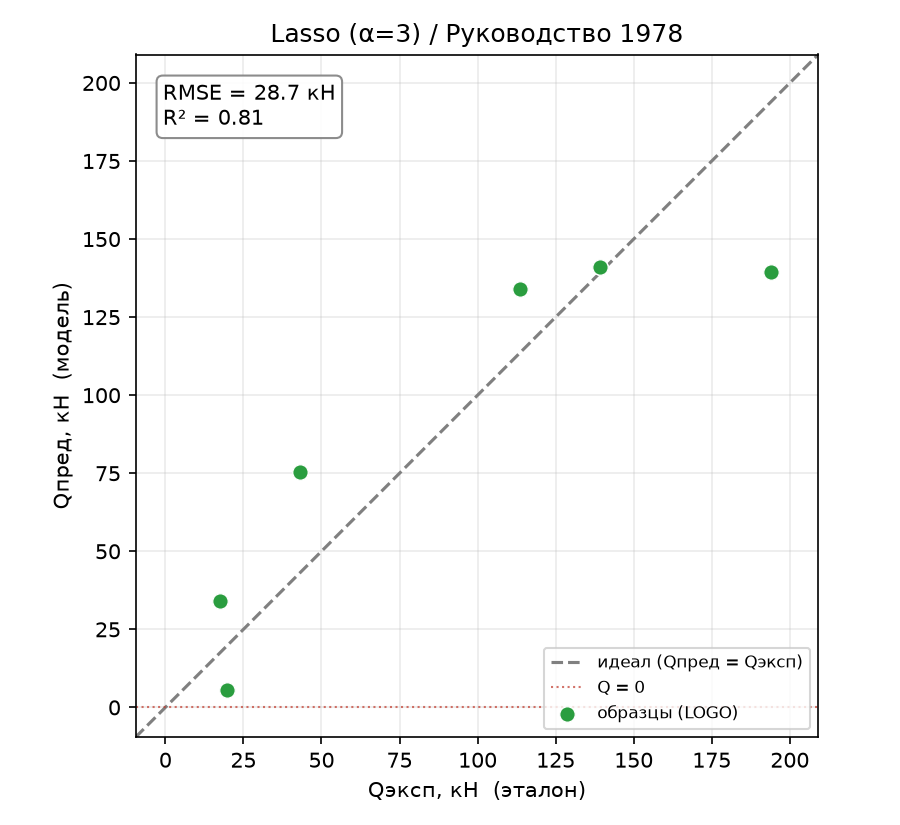 Lasso (α=3) / Руководство 1978
RMSE = 28.7 кН
R² = 0.81
200
175
150
125
100
75
50
25
0
Qпред, кН (модель)
идеал (Qпред = Qэксп)
Q = 0
образцы (LOGO)
0 25 50 75 100 125 150 175 200
Qэксп, кН (эталон)